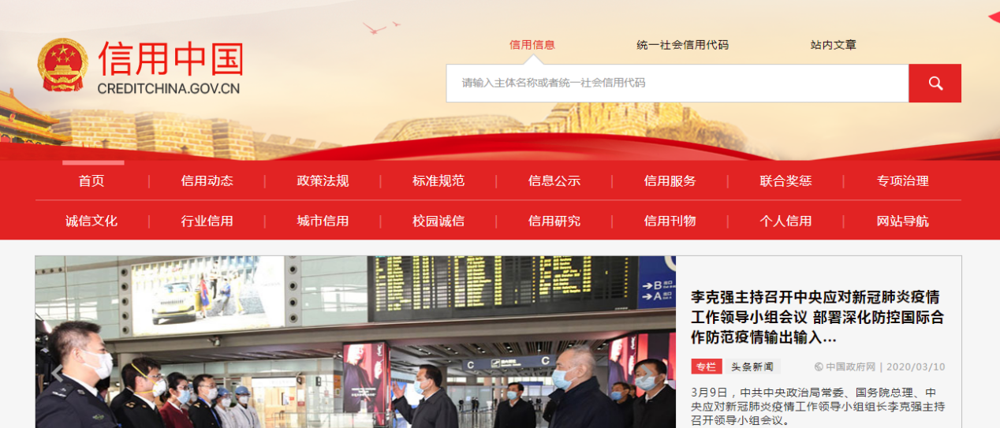 信用中国
CREDITCHINA.GOV.CN
信用信息 统一社会信用代码 站内文章
请输入主体名称或者统一社会信用代码
首页 信用动态 政策法规 标准规范 信息公示 信用服务 联合奖惩 专项治理
诚信文化 行业信用 城市信用 校园诚信 信用研究 信用刊物 个人信用 网站导航
B
A
C
C
李克强主持召开中央应对新冠肺炎疫情
工作领导小组会议 部署深化防控国际合
作防范疫情输出输入...
专栏 头条新闻 中国政府网 | 2020/03/10
3月9日，中共中央政治局常委、国务院总理、中
央应对新冠肺炎疫情工作领导小组组长李克强主持
召开领导小组会议。